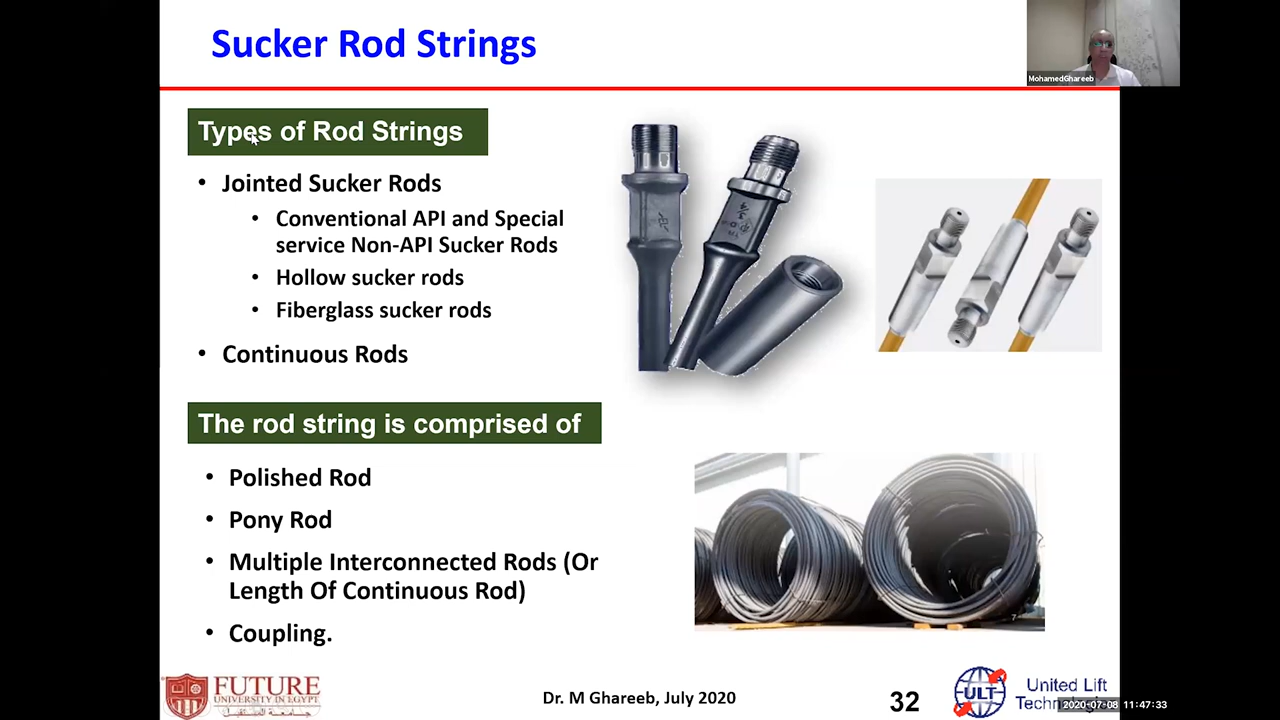 Sucker Rod Strings
MohamedGhareeb
Types of Rod Strings
• Jointed Sucker Rods
• Conventional API and Special
service Non-API Sucker Rods
• Hollow sucker rods
• Fiberglass sucker rods
• Continuous Rods
The rod string is comprised of
• Polished Rod
• Pony Rod
• Multiple Interconnected Rods (Or
Length Of Continuous Rod)
• Coupling.
FUTURE
UNIVERSITY IN EGYPT
جامعة المستقبل
Dr. M Ghareeb, July 2020
32
ULT
United Lift
2020-07-08 11:47:33